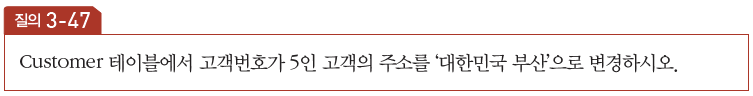 질의 3-47
Customer 테이블에서 고객번호가 5인 고객의 주소를 ‘대한민국 부산’으로 변경하시오.